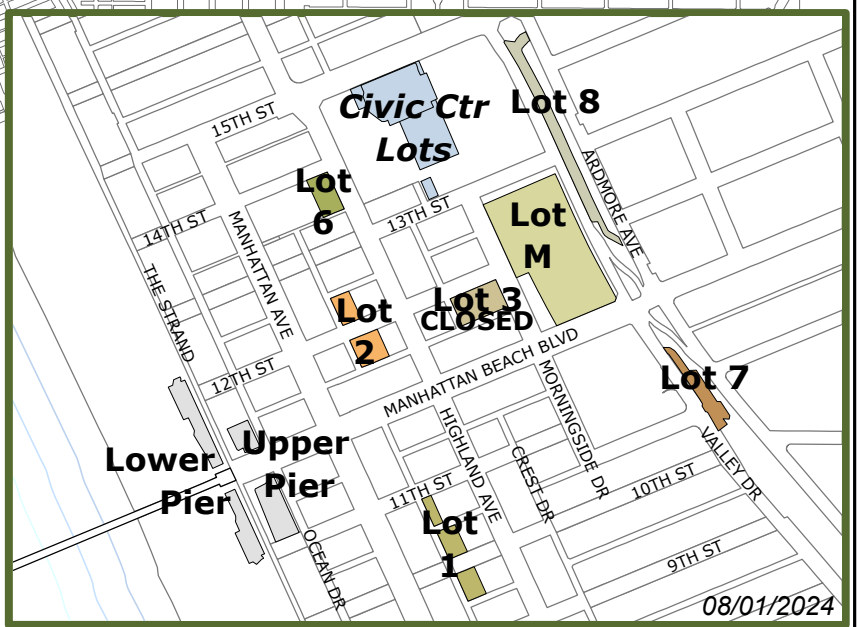 Civic Ctr
Lots
Lot 8
15TH ST
ARDMORE AVE
Lot
6
13TH ST
Lot
M
14TH ST
MANHATTAN AVE
THE STRAND
Lot
2
Lot 3
CLOSED
12TH ST
MANHATTAN BEACH BLVD
Lot 7
MORNINGSIDE DR
HIGHLAND AVE
CREST DR
VALLEY DR
Upper
Pier
Lower
Pier
11TH ST
10TH ST
Lot
1
OCEAN DR
9TH ST
08/01/2024